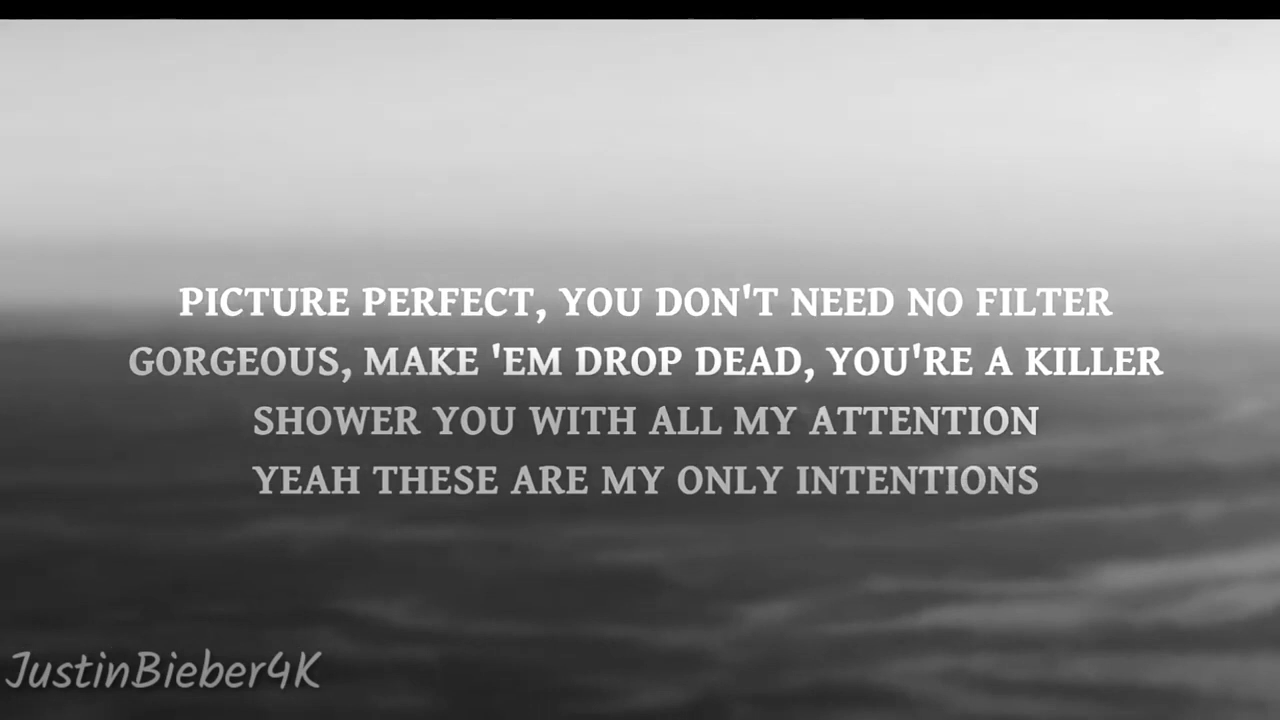 PICTURE PERFECT, YOU DON'T NEED NO FILTER
GORGEOUS, MAKE 'EM DROP DEAD, YOU'RE A KILLER
SHOWER YOU WITH ALL MY ATTENTION
YEAH THESE ARE MY ONLY INTENTIONS
JustinBieber4K